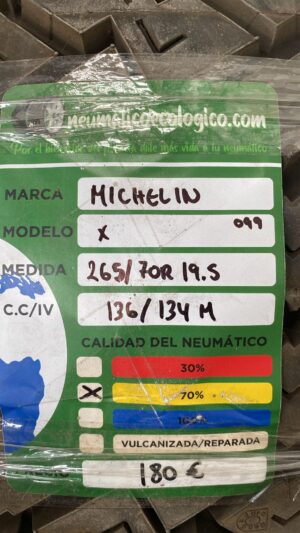 neumaticoecologico.com
MARCA MICHELIN
MODELO X 099
MEDIDA 265/70R 19.5
C.C/IV 136/134 M
CALIDAD DEL NEUMÁTICO
30%
X 70%
100%
VULCANIZADA/REPARADA
180 €